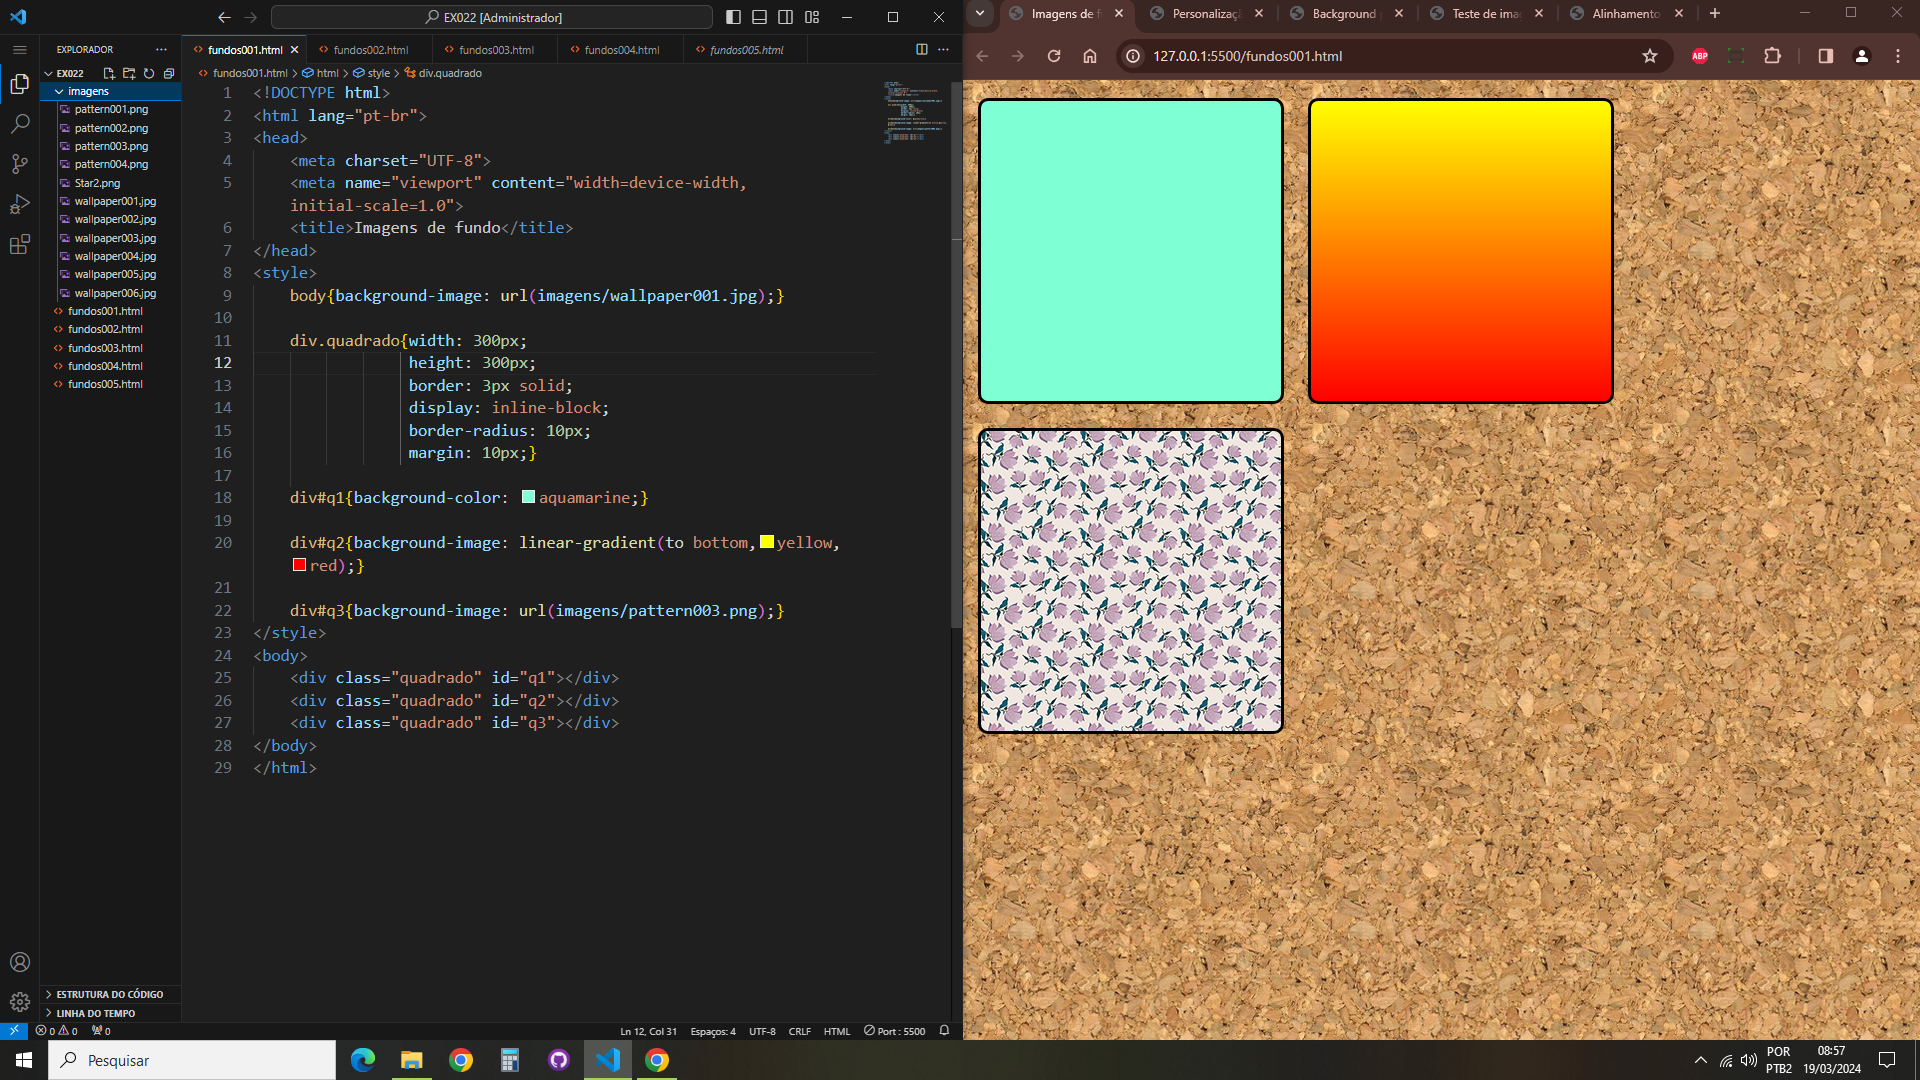 EX022 [Administrador]
EXPLORADOR
EX022
imagens
pattern001.png
pattern002.png
pattern003.png
pattern004.png
Star2.png
wallpaper001.jpg
wallpaper002.jpg
wallpaper003.jpg
wallpaper004.jpg
wallpaper005.jpg
wallpaper006.jpg
fundos001.html
fundos002.html
fundos003.html
fundos004.html
fundos005.html
ESTRUTURA DO CÓDIGO
LINHA DO TEMPO
fundos001.html fundos002.html fundos003.html fundos004.html fundos005.html
fundos001.html > html > style > div.quadrado
1 <!DOCTYPE html>
2 <html lang="pt-br">
3 <head>
4 <meta charset="UTF-8">
5 <meta name="viewport" content="width=device-width,
initial-scale=1.0">
6 <title>Imagens de fundo</title>
7 </head>
8 <style>
9 body{background-image: url(imagens/wallpaper001.jpg);}
10
11 div.quadrado{width: 300px;
12 height: 300px;
13 border: 3px solid;
14 display: inline-block;
15 border-radius: 10px;
16 margin: 10px;}
17
18 div#q1{background-color: aquamarine;}
19
20 div#q2{background-image: linear-gradient(to bottom, yellow,
red);}
21
22 div#q3{background-image: url(imagens/pattern003.png);}
23 </style>
24 <body>
25 <div class="quadrado" id="q1"></div>
26 <div class="quadrado" id="q2"></div>
27 <div class="quadrado" id="q3"></div>
28 </body>
29 </html>
0 0 0 Ln 12, Col 31 Espaços: 4 UTF-8 CRLF HTML Port : 5500
Imagens de f Personalizaç Background Teste de ima Alinhamento
127.0.0.1:5500/fundos001.html
ABP
Pesquisar
POR
PTB2
08:57
19/03/2024